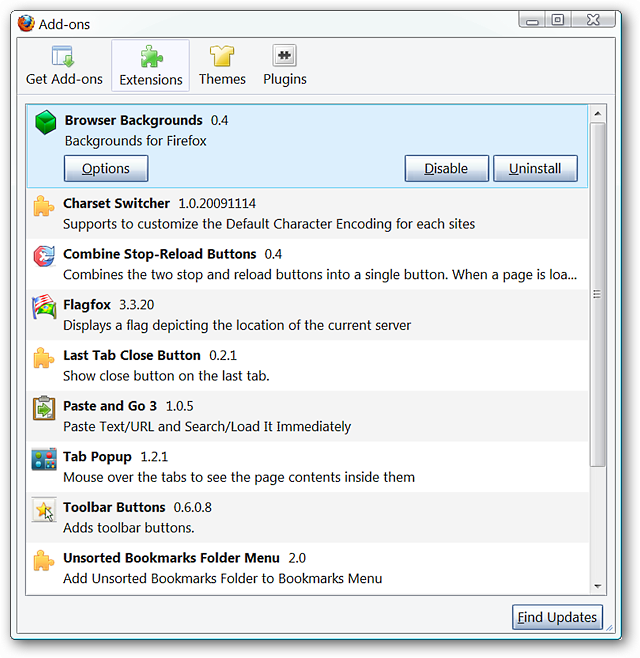 Add-ons
Get Add-ons
Extensions
Themes
Plugins
Browser Backgrounds 0.4
Backgrounds for Firefox
Options
Disable
Uninstall
Charset Switcher 1.0.20091114
Supports to customize the Default Character Encoding for each sites
Combine Stop-Reload Buttons 0.4
Combines the two stop and reload buttons into a single button. When a page is loa...
Flagfox 3.3.20
Displays a flag depicting the location of the current server
Last Tab Close Button 0.2.1
Show close button on the last tab.
Paste and Go 3 1.0.5
Paste Text/URL and Search/Load It Immediately
Tab Popup 1.2.1
Mouse over the tabs to see the page contents inside them
Toolbar Buttons 0.6.0.8
Adds toolbar buttons.
Unsorted Bookmarks Folder Menu 2.0
Add Unsorted Bookmarks Folder to Bookmarks Menu
Find Updates